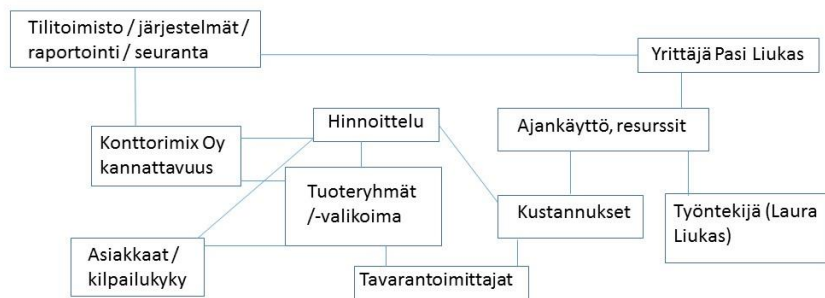 Tilitoimisto / järjestelmät /
raportointi / seuranta
Yrittäjä Pasi Liukas
Hinnoittelu
Ajankäyttö, resurssit
Konttorimix Oy
kannattavuus
Tuoteryhmät
/-valikoima
Kustannukset
Työntekijä (Laura
Liukas)
Asiakkaat /
kilpailukyky
Tavarantoimittajat